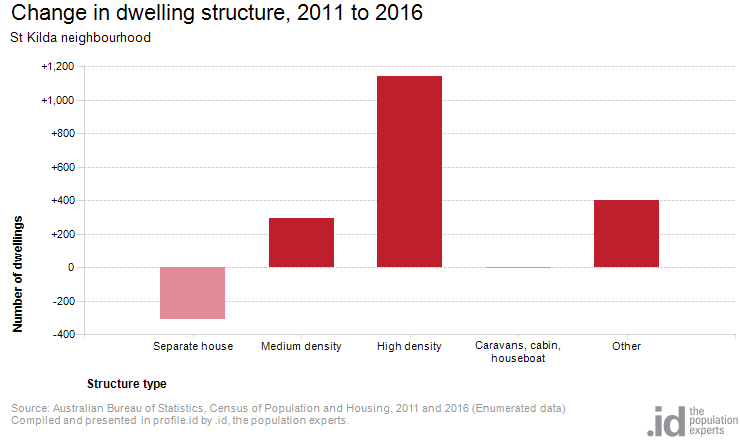 Change in dwelling structure, 2011 to 2016
St Kilda neighbourhood
+1,200
+1,000
+800
+600
+400
+200
0
-200
-400
Number of dwellings
Separate house
Medium density
High density
Caravans, cabin,
houseboat
Other
Structure type
Source: Australian Bureau of Statistics, Census of Population and Housing, 2011 and 2016 (Enumerated data)
Compiled and presented in profile.id by .id, the population experts.
.id the
population
experts